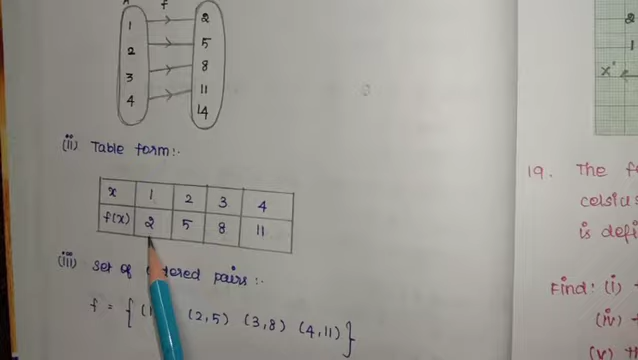 f
1 2
2 5
3 8
4 11
14
(ii) Table form:-
x 1 2 3 4
f(x) 2 5 8 11
(iii) set of pairs :-
f = { (1 (2,5) (3,8) (4,11) }
2
1
X'
19. The
celsius
is
Find: (i)
(iv)
(v)